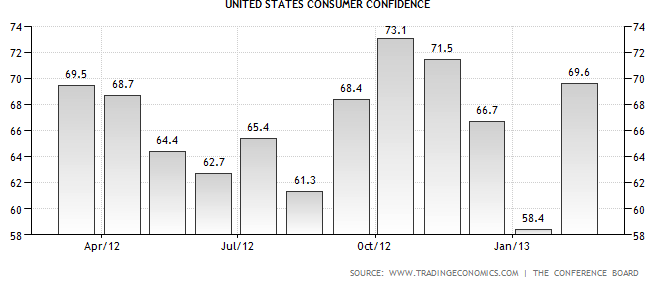 UNITED STATES CONSUMER CONFIDENCE
74 74
72 72
70 70
68 68
66 66
64 64
62 62
60 60
58 58
69.5 68.7 64.4 62.7 65.4 61.3 68.4 73.1 71.5 66.7 58.4 69.6
Apr/12 Jul/12 Oct/12 Jan/13
SOURCE: WWW.TRADINGECONOMICS.COM | THE CONFERENCE BOARD